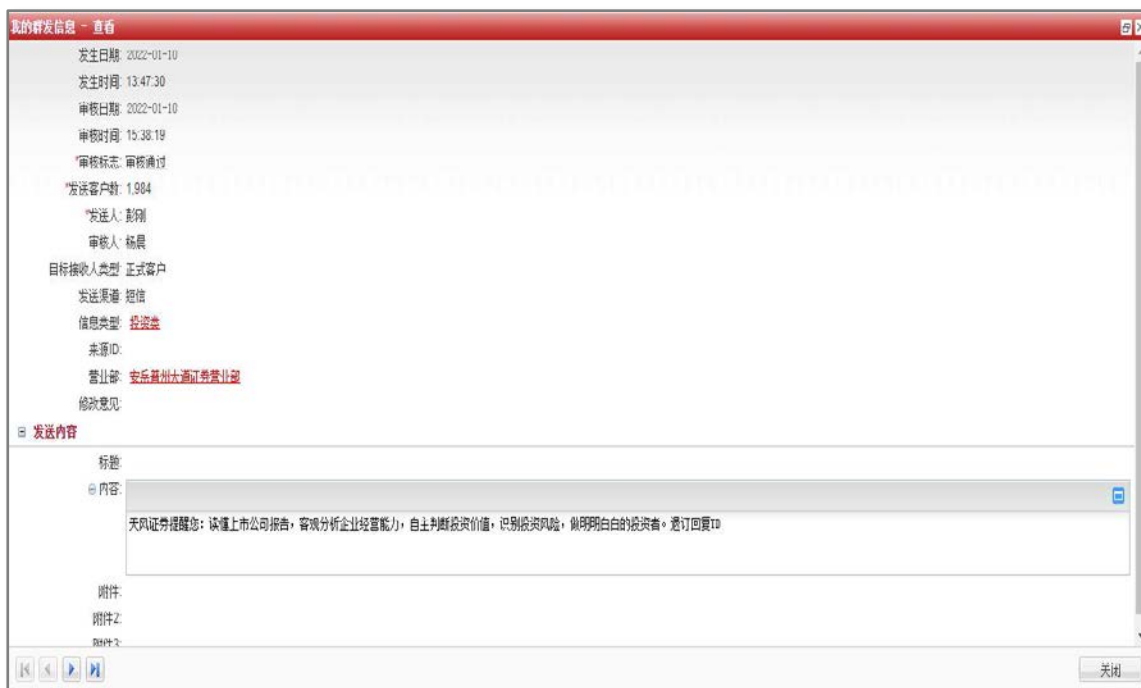 我的群发信息 - 查看
发生日期: 2022-01-10
发生时间: 13:47:30
审核日期: 2022-01-10
审核时间: 15:38:19
*审核标志: 审核通过
*发送客户数: 1,984
*发送人: 彭刚
审核人: 杨晨
目标接收人类型: 正式客户
发送渠道: 短信
信息类型: 投资类
来源ID:
营业部: 安岳普州大道证券营业部
修改意见:
发送内容
标题:
内容:
天风证券提醒您：读懂上市公司报告，客观分析企业经营能力，自主判断投资价值，识别投资风险，做明明白白的投资者。退订回复TD
附件:
附件2:
附件3:
关闭